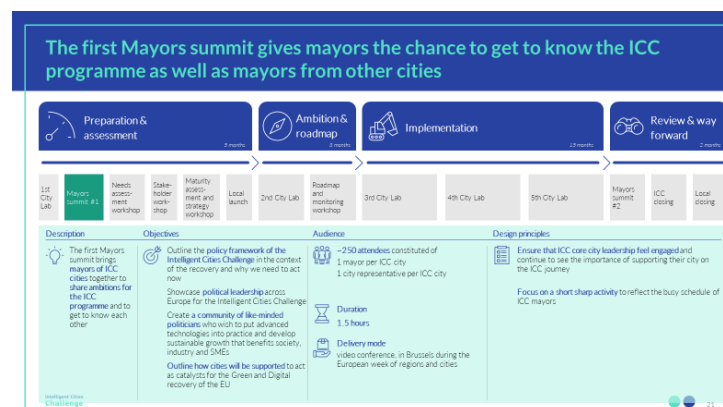 The first Mayors summit gives mayors the chance to get to know the ICC
programme as well as mayors from other cities
Preparation &
assessment
5 months
Ambition &
roadmap
3 months
Implementation
15 months
Review & way
forward
2 months
1st
City
Lab
Mayors
summit #1
Needs
assess-
ment
workshop
Stake-
holder
work-
shop
Maturity
assess-
ment and
strategy
workshop
Local
launch
2nd City Lab
Roadmap
and
monitoring
workshop
3rd City Lab
4th City Lab
5th City Lab
Mayors
summit
#2
ICC
closing
Local
closing
Description
The first Mayors
summit brings
mayors of ICC
cities together to
share ambitions for
the ICC
programme and to
get to know each
other
Objectives
Outline the policy framework of the
Intelligent Cities Challenge in the context
of the recovery and why we need to act
now
Showcase political leadership across
Europe for the Intelligent Cities Challenge
Create a community of like-minded
politicians who wish to put advanced
technologies into practice and develop
sustainable growth that benefits society,
industry and SMEs
Outline how cities will be supported to act
as catalysts for the Green and Digital
recovery of the EU
Audience
~250 attendees constituted of
1 mayor per ICC city
1 city representative per ICC city
Duration
1.5 hours
Delivery mode
video conference, in Brussels during the
European week of regions and cities
Design principles
Ensure that ICC core city leadership feel engaged and
continue to see the importance of supporting their city on
the ICC journey
Focus on a short sharp activity to reflect the busy schedule of
ICC mayors
Intelligent Cities
Challenge
21